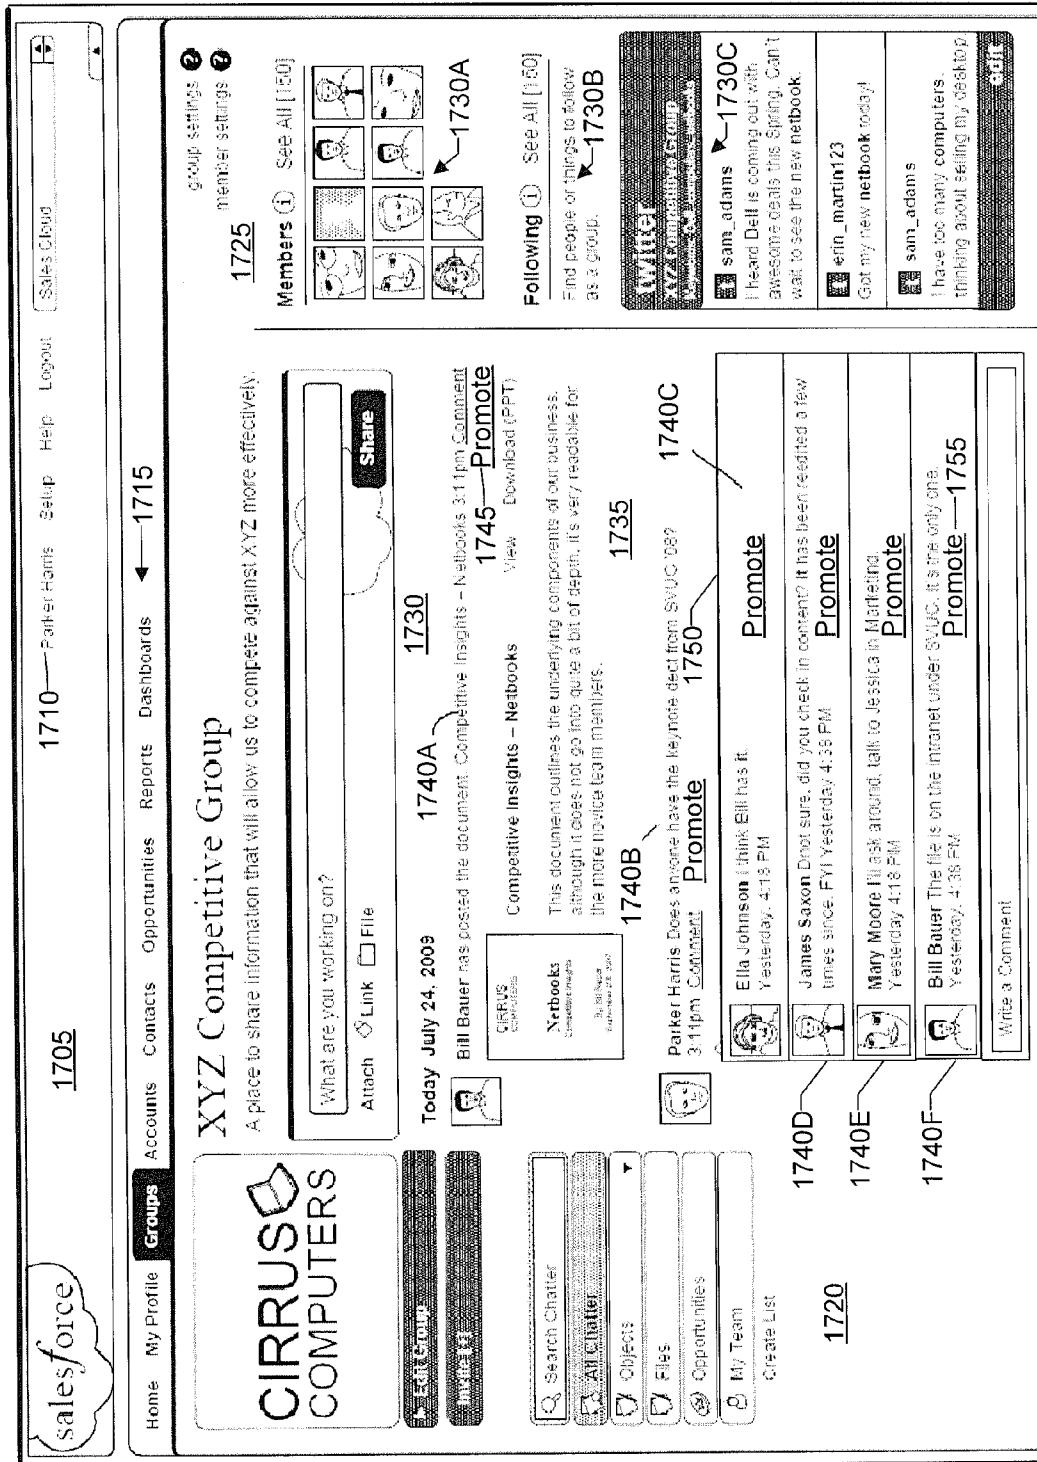 1705
salesforce
1710
Parker Harris Setup Help Logout
Sales Cloud
Home My Profile Groups Accounts Contacts Opportunities Reports Dashboards
1715
CIRRUS
COMPUTERS
Edit Group
XYZ Competitive Group
A place to share information that will allow us to compete against XYZ more effectively.
What are you working on?
Attach Link File
Share
1730
Search Chatter
All Chatter
Objects
Files
Opportunities
My Team
Create List
1720
Today July 24, 2009
1740A
Bill Bauer has posted the document. Competitive Insights – Netbooks 3:11pm Comment
1745
Promote
CIRRUS
COMPUTERS
Netbooks
Competitive Insights
Competitive Insights – Netbooks
View Download (PPT)
This document outlines the underlying components of our business.
although it does not go into quite a bit of depth, it's very readable for
the more novice team members.
1735
1740B
Parker Harris Does anyone have the keynote dect from SVUC 08?
3:11pm Comment Promote
1750
1740C
Ella Johnson I think Bill has it.
Yesterday, 4:18 PM
Promote
1740D
James Saxon Dnot sure, did you check in content? It has been reedited a few
times since. FYI Yesterday 4:38 PM
Promote
1740E
Mary Moore I'll ask around, talk to Jessica in Marketing.
Yesterday 4:18 PM
Promote
1740F
Bill Bauer The file is on the intranet under SVUC. It's the only one.
Yesterday, 4:38 PM
Promote
1755
Write a Comment
group settings ?
member settings ?
1725
Members i See All [150]
1730A
Following i See All [150]
Find people or things to follow
as a group.
1730B
twitter
XYZ Competitive Group
1730C
sam_adams
I heard Dell is coming out with
awesome deals this Spring. Can't
wait to see the new netbook.
erin_martin123
Got my new netbook today!
sam_adams
I have too many computers.
thinking about selling my desktop.
edit